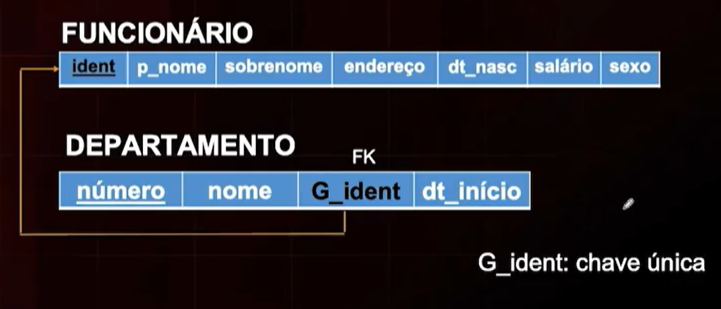 FUNCIONÁRIO
ident p_nome sobrenome endereço dt_nasc salário sexo
DEPARTAMENTO
FK
número nome G_ident dt_início
G_ident: chave única